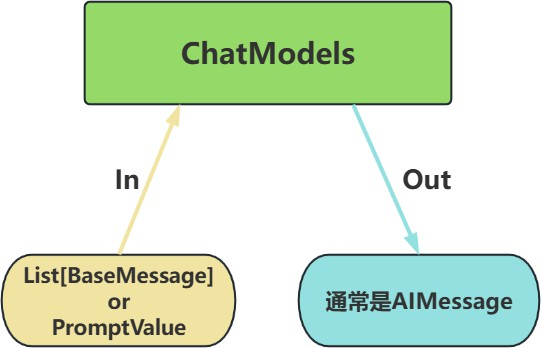 ChatModels
In
Out
List[BaseMessage]
or
PromptValue
通常是AIMessage